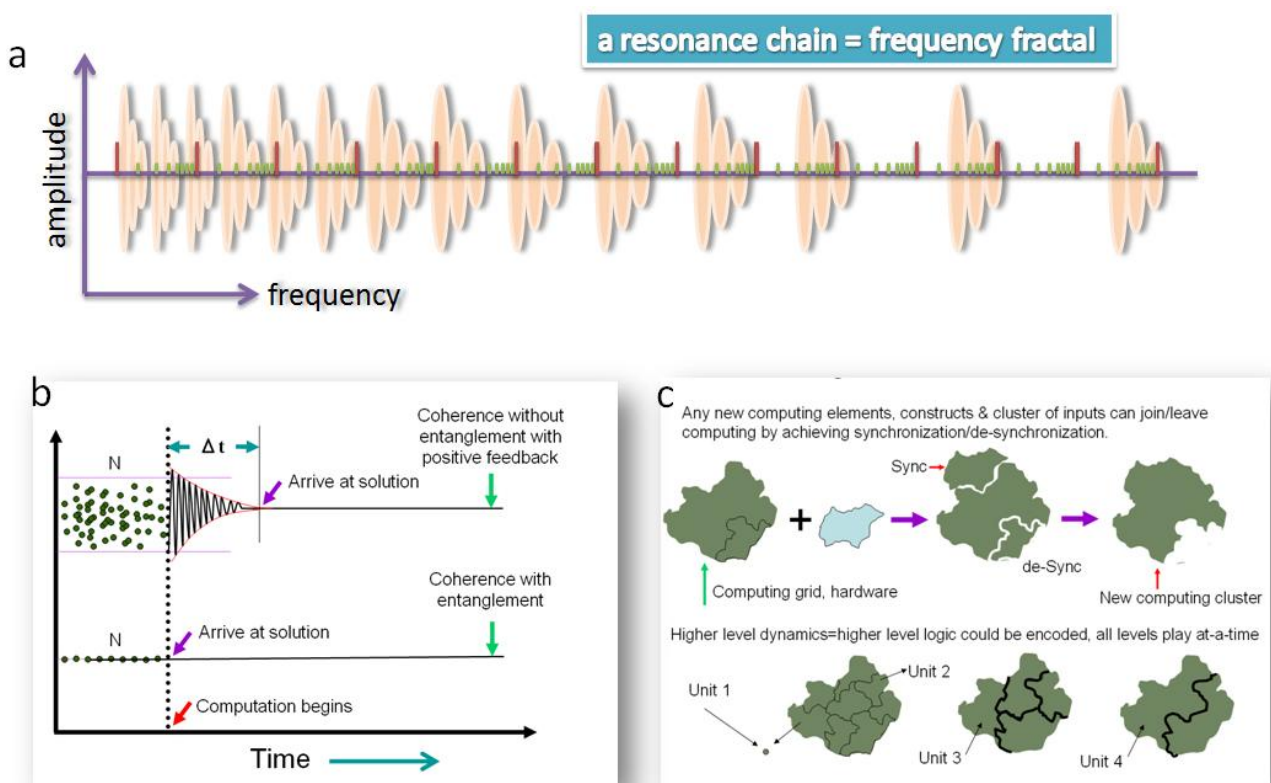 a resonance chain = frequency fractal
a
amplitude
frequency
b
N
Δ t
Coherence without
entanglement with
positive feedback
Arrive at solution
Coherence with
entanglement
N
Arrive at solution
Computation begins
Time
c
Any new computing elements, constructs & cluster of inputs can join/leave
computing by achieving synchronization/de-synchronization.
Sync
+
de-Sync
Computing grid, hardware
New computing cluster
Higher level dynamics=higher level logic could be encoded, all levels play at-a-time
Unit 1
Unit 2
Unit 3
Unit 4